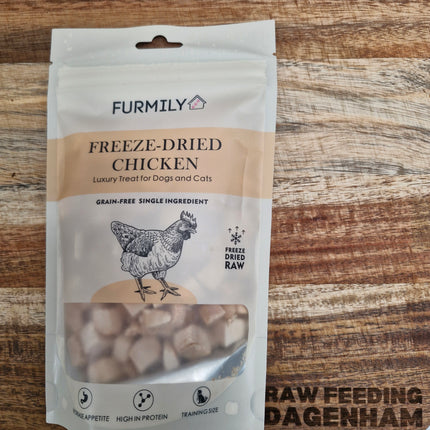 FURMILY
FREEZE-DRIED
CHICKEN
Luxury Treat for Dogs and Cats
GRAIN-FREE SINGLE INGREDIENT
FREEZE
DRIED
RAW
APPETITE
HIGH IN PROTEIN
TRAINING SIZE
RAW FEEDING
DAGENHAM